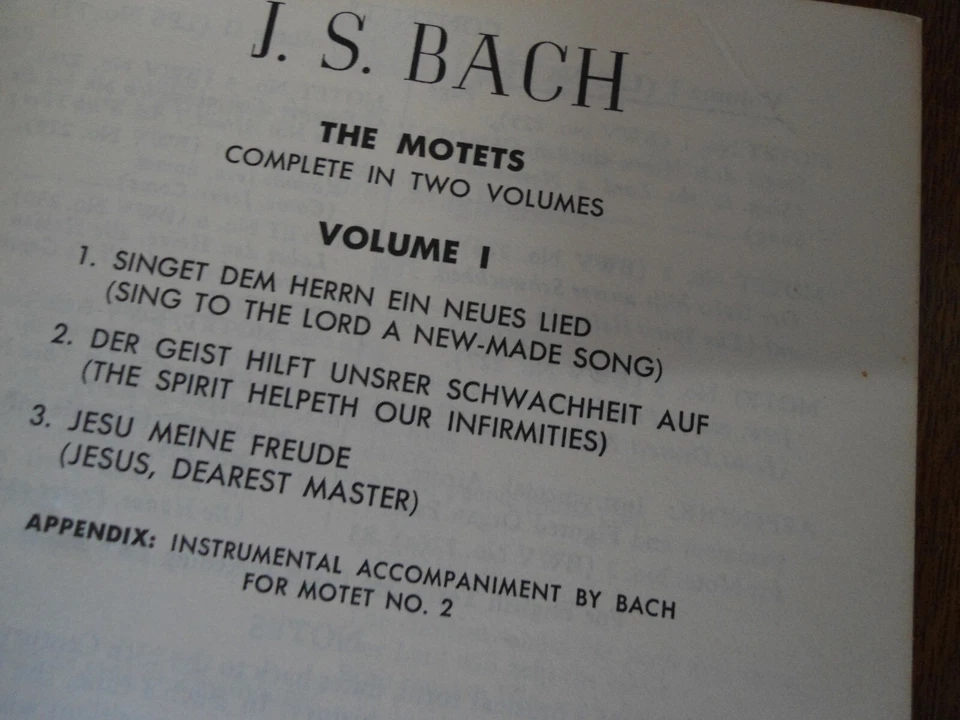 J. S. BACH
THE MOTETS
COMPLETE IN TWO VOLUMES
VOLUME I
1. SINGET DEM HERRN EIN NEUES LIED
(SING TO THE LORD A NEW-MADE SONG)
2. DER GEIST HILFT UNSRER SCHWACHHEIT AUF
(THE SPIRIT HELPETH OUR INFIRMITIES)
3. JESU MEINE FREUDE
(JESUS, DEAREST MASTER)
APPENDIX: INSTRUMENTAL ACCOMPANIMENT BY BACH
FOR MOTET NO. 2